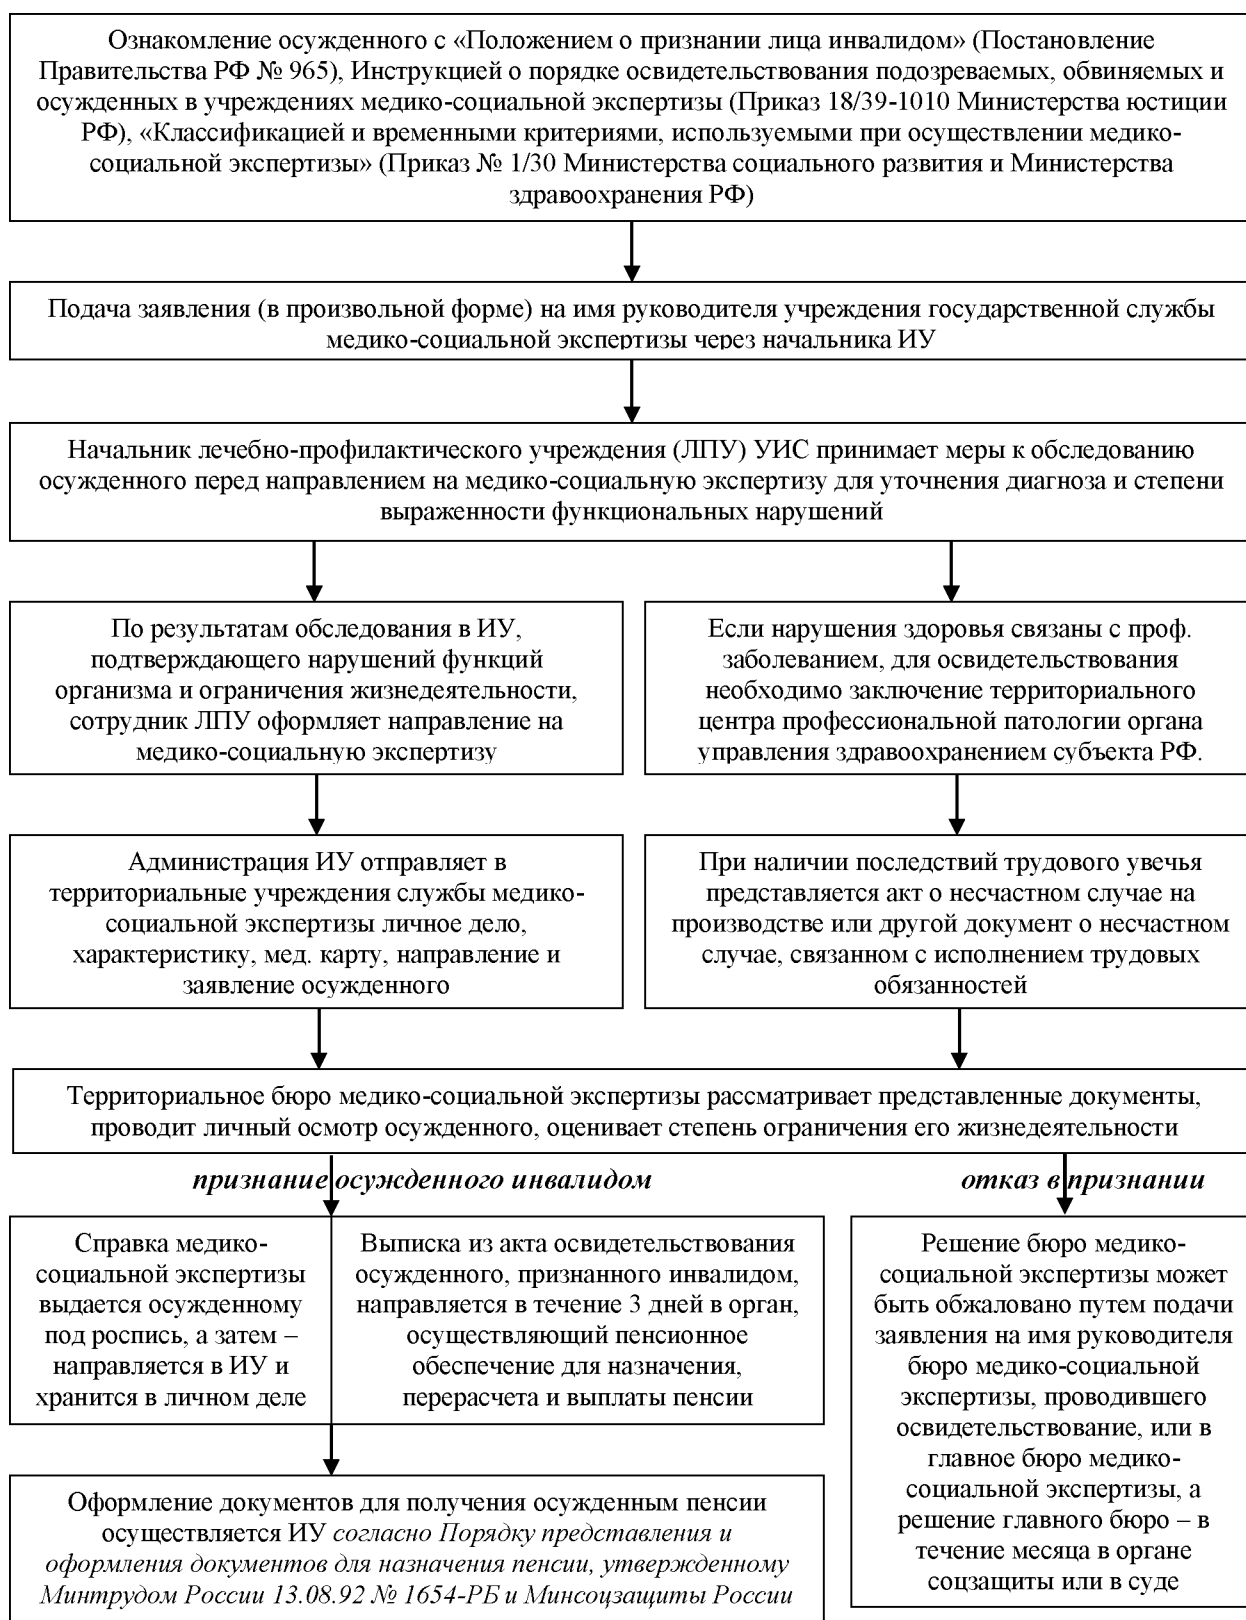 Ознакомление осужденного с «Положением о признании лица инвалидом» (Постановление
Правительства РФ № 965), Инструкцией о порядке освидетельствования подозреваемых, обвиняемых и
осужденных в учреждениях медико-социальной экспертизы (Приказ 18/39-1010 Министерства юстиции
РФ), «Классификацией и временными критериями, используемыми при осуществлении медико-
социальной экспертизы» (Приказ № 1/30 Министерства социального развития и Министерства
здравоохранения РФ)
Подача заявления (в произвольной форме) на имя руководителя учреждения государственной службы
медико-социальной экспертизы через начальника ИУ
Начальник лечебно-профилактического учреждения (ЛПУ) УИС принимает меры к обследованию
осужденного перед направлением на медико-социальную экспертизу для уточнения диагноза и степени
выраженности функциональных нарушений
По результатам обследования в ИУ,
подтверждающего нарушений функций
организма и ограничения жизнедеятельности,
сотрудник ЛПУ оформляет направление на
медико-социальную экспертизу
Если нарушения здоровья связаны с проф.
заболеванием, для освидетельствования
необходимо заключение территориального
центра профессиональной патологии органа
управления здравоохранением субъекта РФ.
Администрация ИУ отправляет в
территориальные учреждения службы медико-
социальной экспертизы личное дело,
характеристику, мед. карту, направление и
заявление осужденного
При наличии последствий трудового увечья
представляется акт о несчастном случае на
производстве или другой документ о несчастном
случае, связанном с исполнением трудовых
обязанностей
Территориальное бюро медико-социальной экспертизы рассматривает представленные документы,
проводит личный осмотр осужденного, оценивает степень ограничения его жизнедеятельности
признание осужденного инвалидом
отказ в признании
Справка медико-
социальной экспертизы
выдается осужденному
под роспись, а затем –
направляется в ИУ и
хранится в личном деле
Выписка из акта освидетельствования
осужденного, признанного инвалидом,
направляется в течение 3 дней в орган,
осуществляющий пенсионное
обеспечение для назначения,
перерасчета и выплаты пенсии
Решение бюро медико-
социальной экспертизы может
быть обжаловано путем подачи
заявления на имя руководителя
бюро медико-социальной
экспертизы, проводившего
освидетельствование, или в
главное бюро медико-
социальной экспертизы, а
решение главного бюро – в
течение месяца в органе
соцзащиты или в суде
Оформление документов для получения осужденным пенсии
осуществляется ИУ согласно Порядку представления и
оформления документов для назначения пенсии, утвержденному
Минтрудом России 13.08.92 № 1654-РБ и Минсоцзащиты России